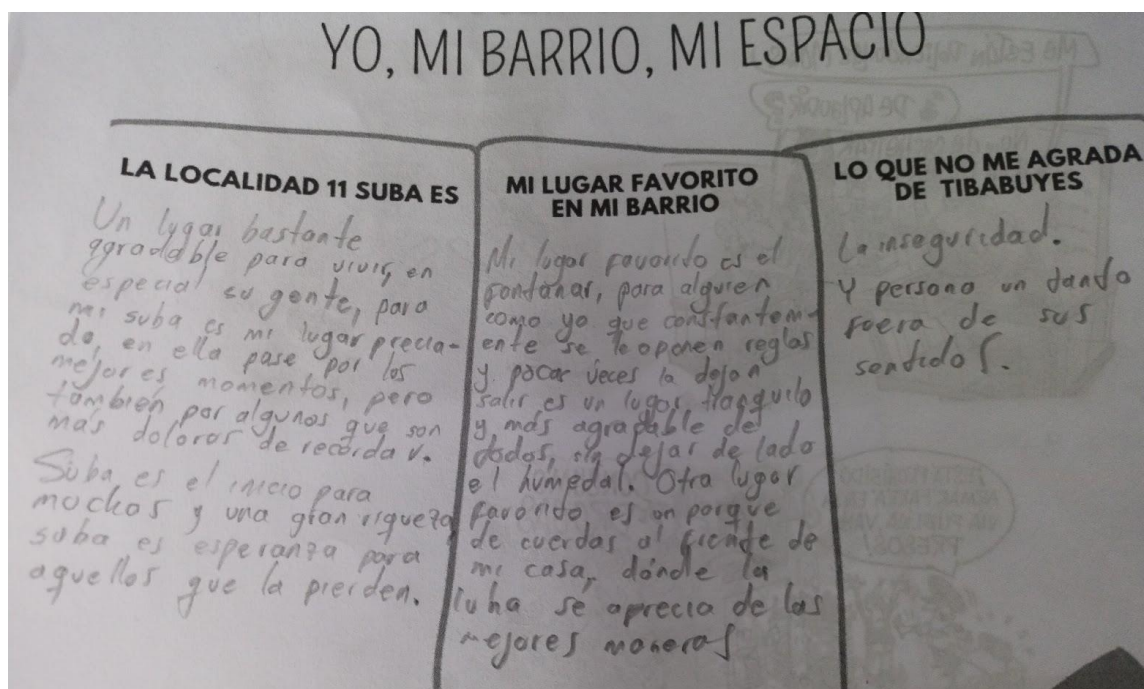 YO, MI BARRIO, MI ESPACIO
LA LOCALIDAD 11 SUBA ES
Un lugar bastante
agradable para vivir, en
especial su gente, para
mi suba es mi lugar precia-
do, en ella pase por los
mejores momentos, pero
también por algunos que son
más doloros de recordar.
Suba es el inicio para
muchos y una gran riqueza
suba es esperanza para
aquellos que la pierden.
MI LUGAR FAVORITO
EN MI BARRIO
Mi lugar favorito es el
fontanar, para alguien
como yo que constantem-
ente se le oponen reglas
y pocas veces la dejan
salir es un lugar tranquilo
y más agradable de
todos, sin dejar de lado
el humedal. Otro lugar
favorito es un porque
de cuerdas al frente de
mi casa, dónde la
luna se aprecia de las
mejores maneras
LO QUE NO ME AGRADA
DE TIBABUYES
La inseguridad.
Y persona un tando
fuera de sus
sentidos.